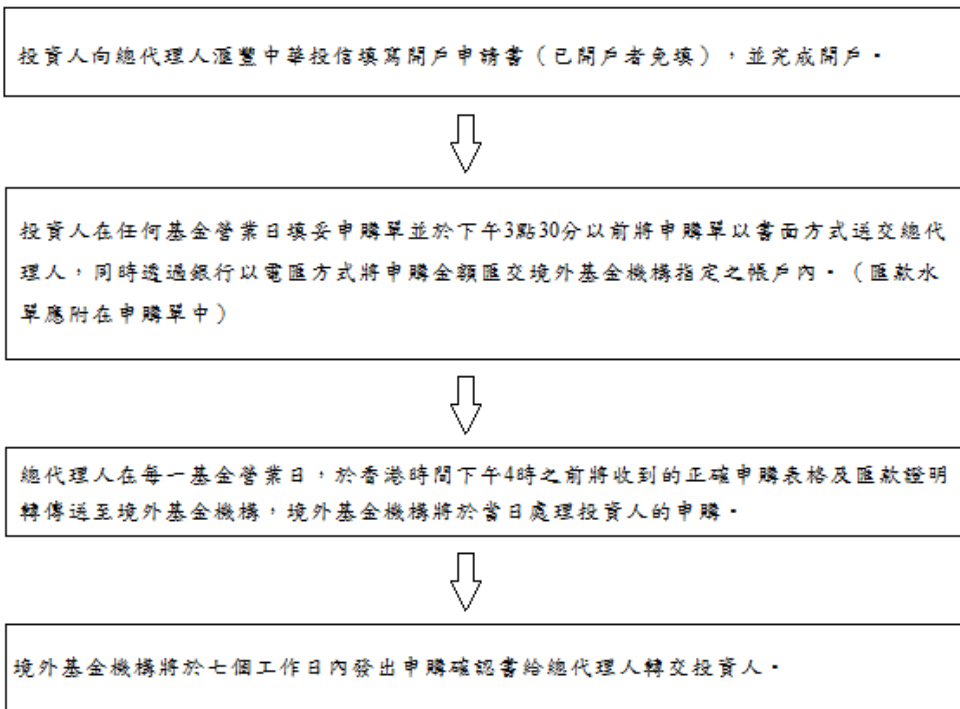 投資人向總代理人滙豐中華投信填寫開戶申請書（已開戶者免填），並完成開戶。
投資人在任何基金營業日填妥申購單並於下午3點30分以前將申購單以書面方式送交總代
理人，同時透過銀行以電匯方式將申購金額匯交境外基金機構指定之帳戶內。（匯款水
單應附在申購單中）
總代理人在每一基金營業日，於香港時間下午4時之前將收到的正確申購表格及匯款證明
轉傳送至境外基金機構，境外基金機構將於當日處理投資人的申購。
境外基金機構將於七個工作日內發出申購確認書給總代理人轉交投資人。